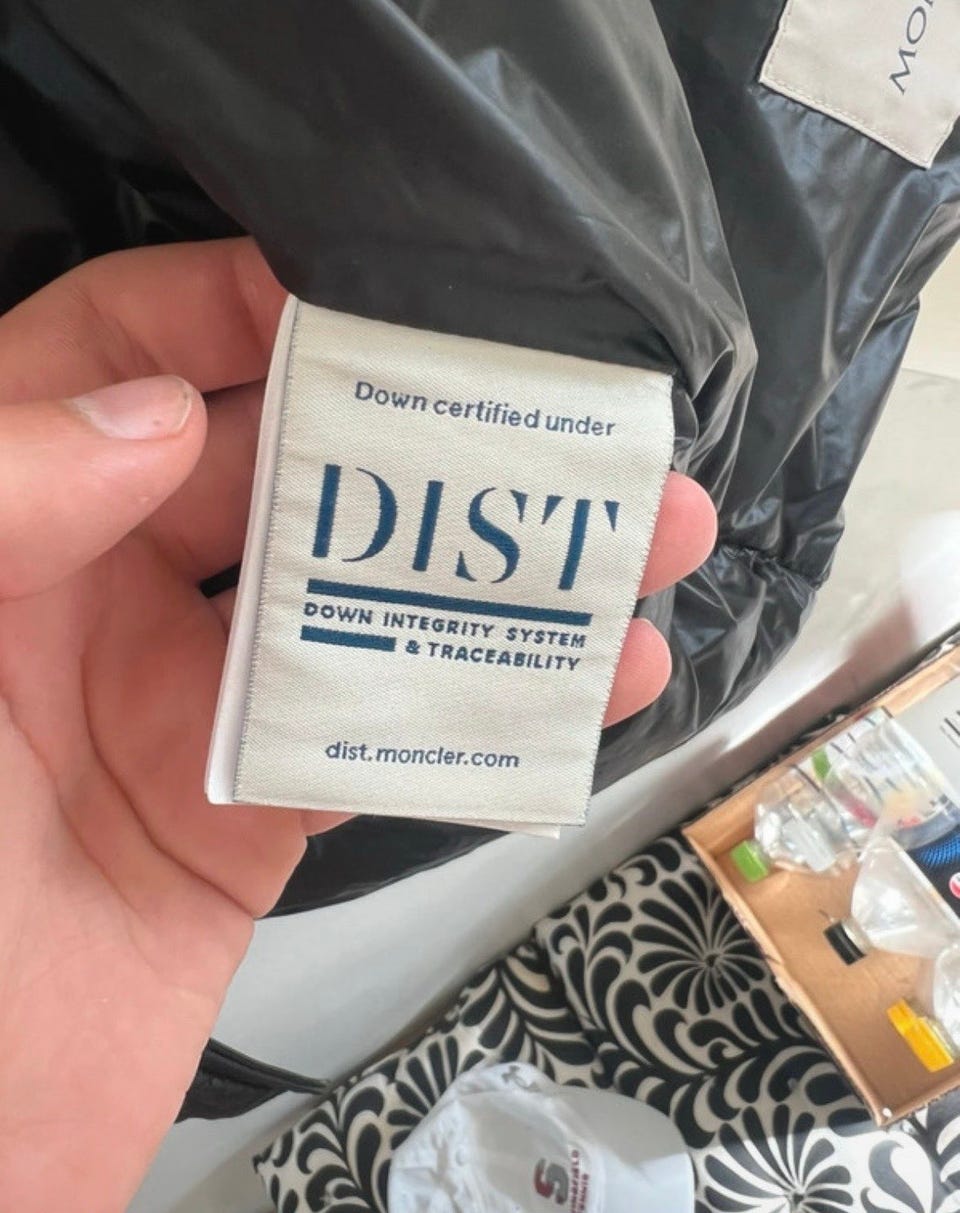 Down certified under
DIST
DOWN INTEGRITY SYSTEM
& TRACEABILITY
dist.moncler.com
S